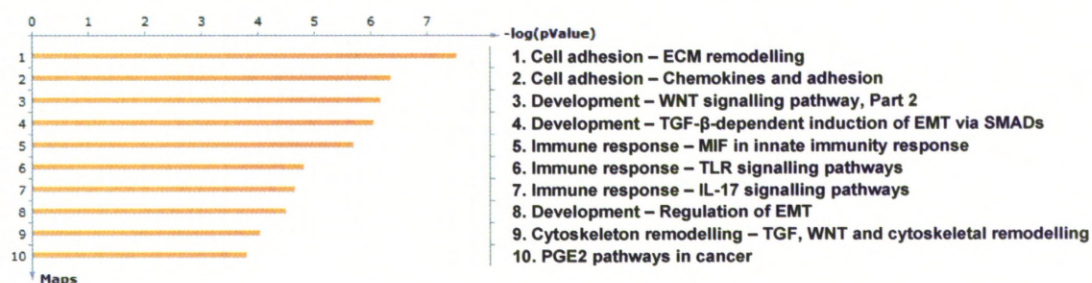 0 1 2 3 4 5 6 7
-log(pValue)
1 1. Cell adhesion – ECM remodelling
2 2. Cell adhesion – Chemokines and adhesion
3 3. Development – WNT signalling pathway, Part 2
4 4. Development – TGF-β-dependent induction of EMT via SMADs
5 5. Immune response – MIF in innate immunity response
6 6. Immune response – TLR signalling pathways
7 7. Immune response – IL-17 signalling pathways
8 8. Development – Regulation of EMT
9 9. Cytoskeleton remodelling – TGF, WNT and cytoskeletal remodelling
10 10. PGE2 pathways in cancer
Maps